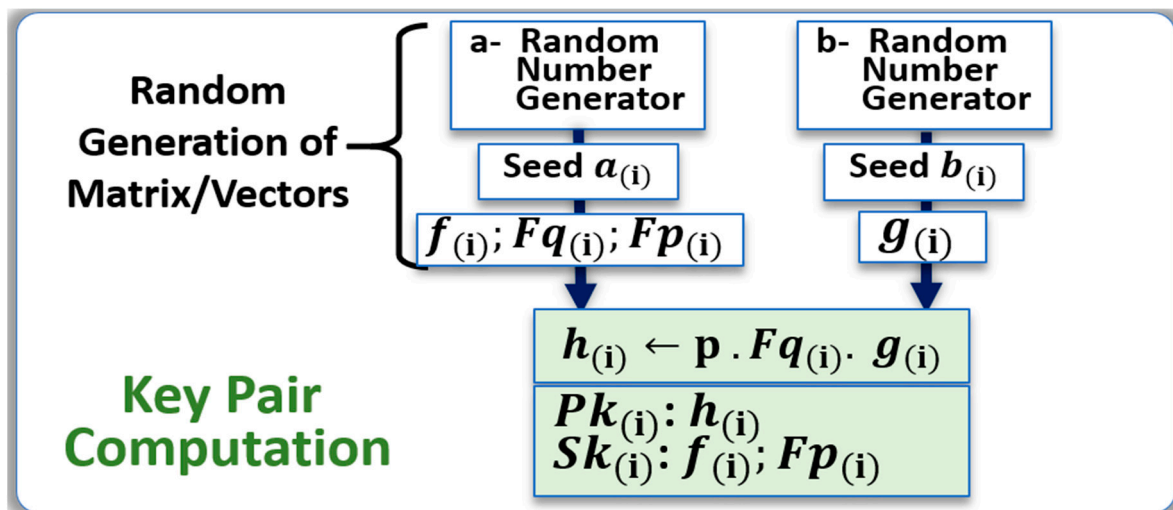 Random
Generation of
Matrix/Vectors
a- Random
Number
Generator
Seed a₍ᵢ₎
f₍ᵢ₎; Fq₍ᵢ₎; Fp₍ᵢ₎
b- Random
Number
Generator
Seed b₍ᵢ₎
g₍ᵢ₎
Key Pair
Computation
h₍ᵢ₎ ← p . Fq₍ᵢ₎. g₍ᵢ₎
Pk₍ᵢ₎: h₍ᵢ₎
Sk₍ᵢ₎: f₍ᵢ₎; Fp₍ᵢ₎